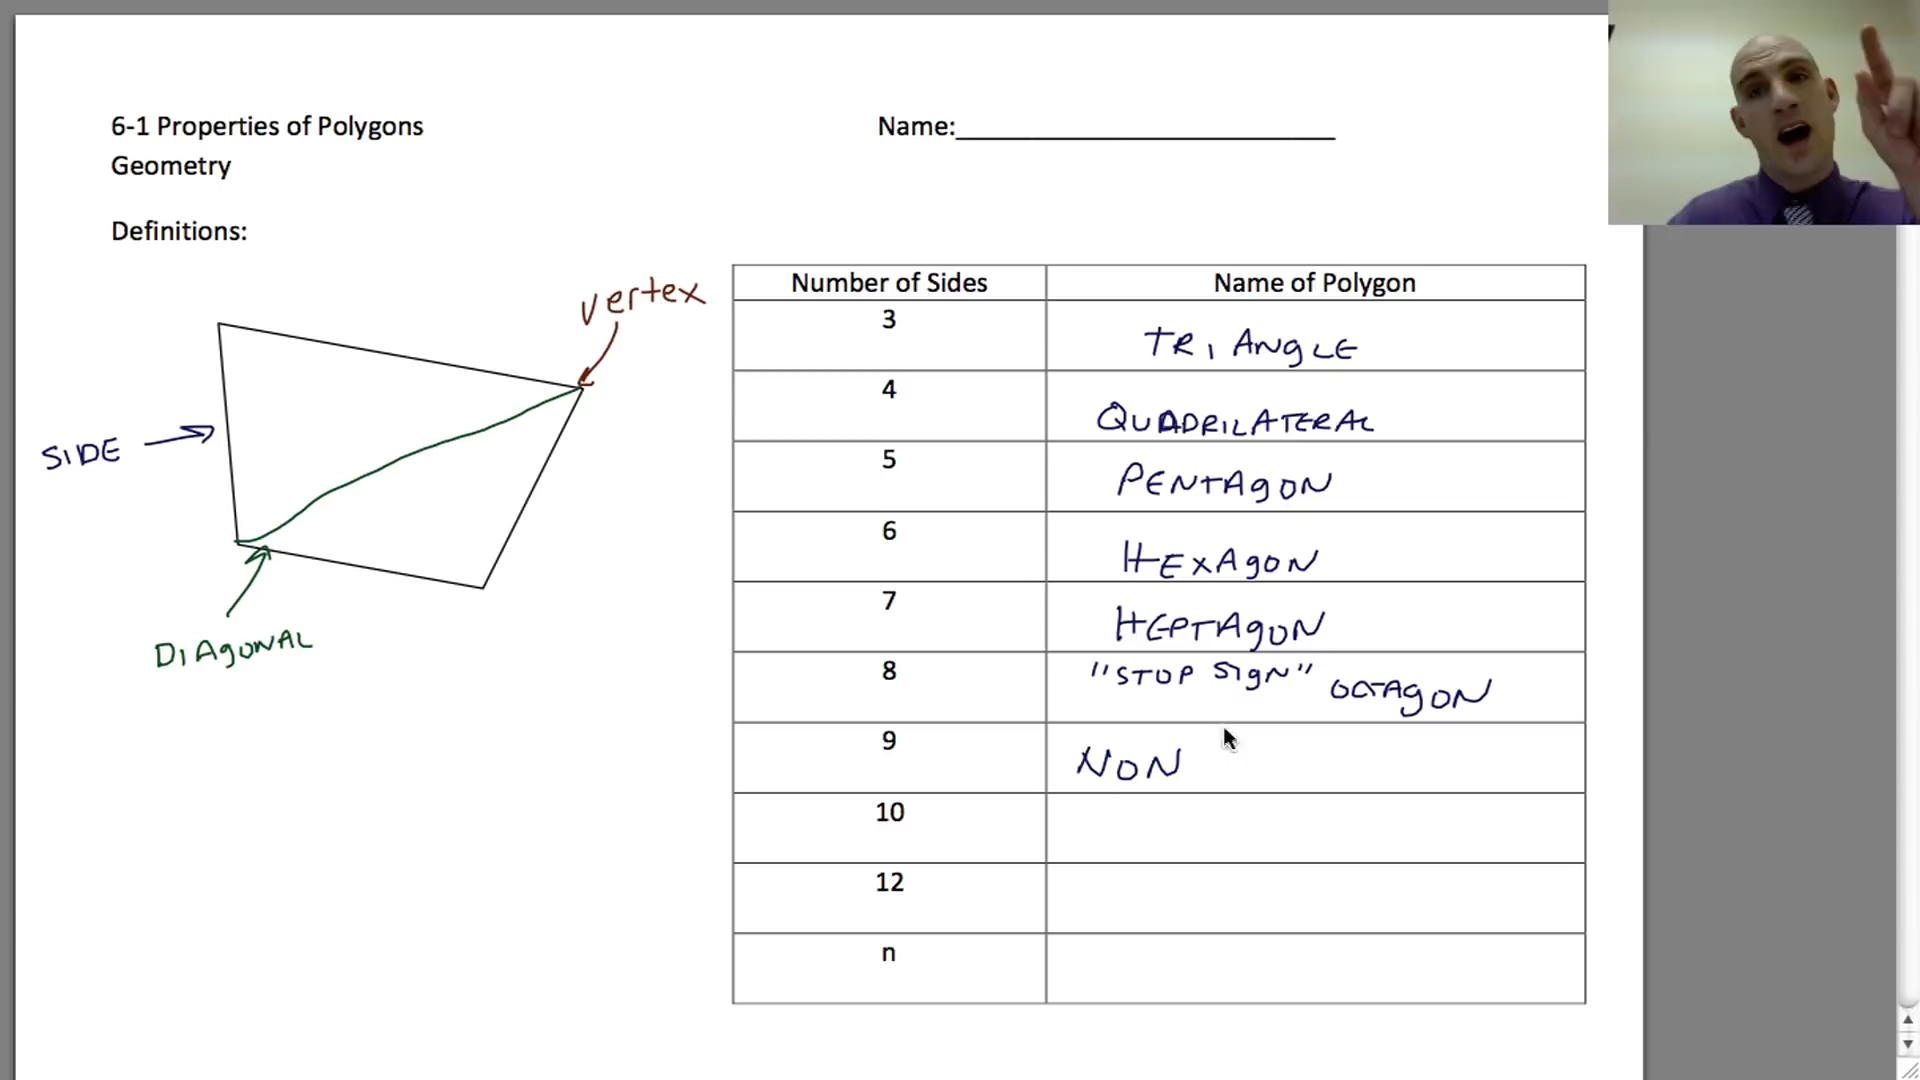 6-1 Properties of Polygons
Name:
Geometry
Definitions:
vertex
SIDE
DIAgONAL
Number of Sides Name of Polygon
3 TRiANgLE
4 QUADRILATERAL
5 PENTAgON
6 HEXAgON
7 HEPTAgON
8 "STOP SIgN" OCTAgON
9 NON
10
12
n